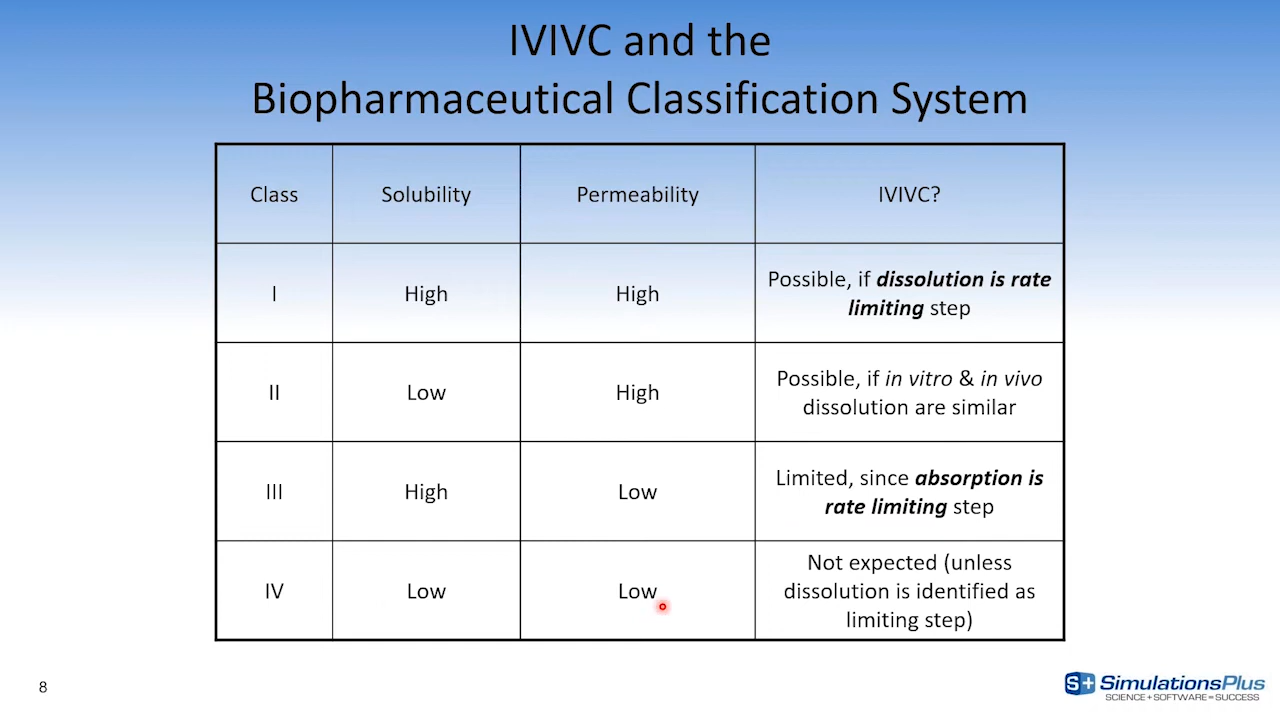 IVIVC and the
Biopharmaceutical Classification System
Class Solubility Permeability IVIVC?
I High High Possible, if dissolution is rate
limiting step
II Low High Possible, if in vitro & in vivo
dissolution are similar
III High Low Limited, since absorption is
rate limiting step
IV Low Low Not expected (unless
dissolution is identified as
limiting step)
8
S+ SimulationsPlus
SCIENCE + SOFTWARE = SUCCESS